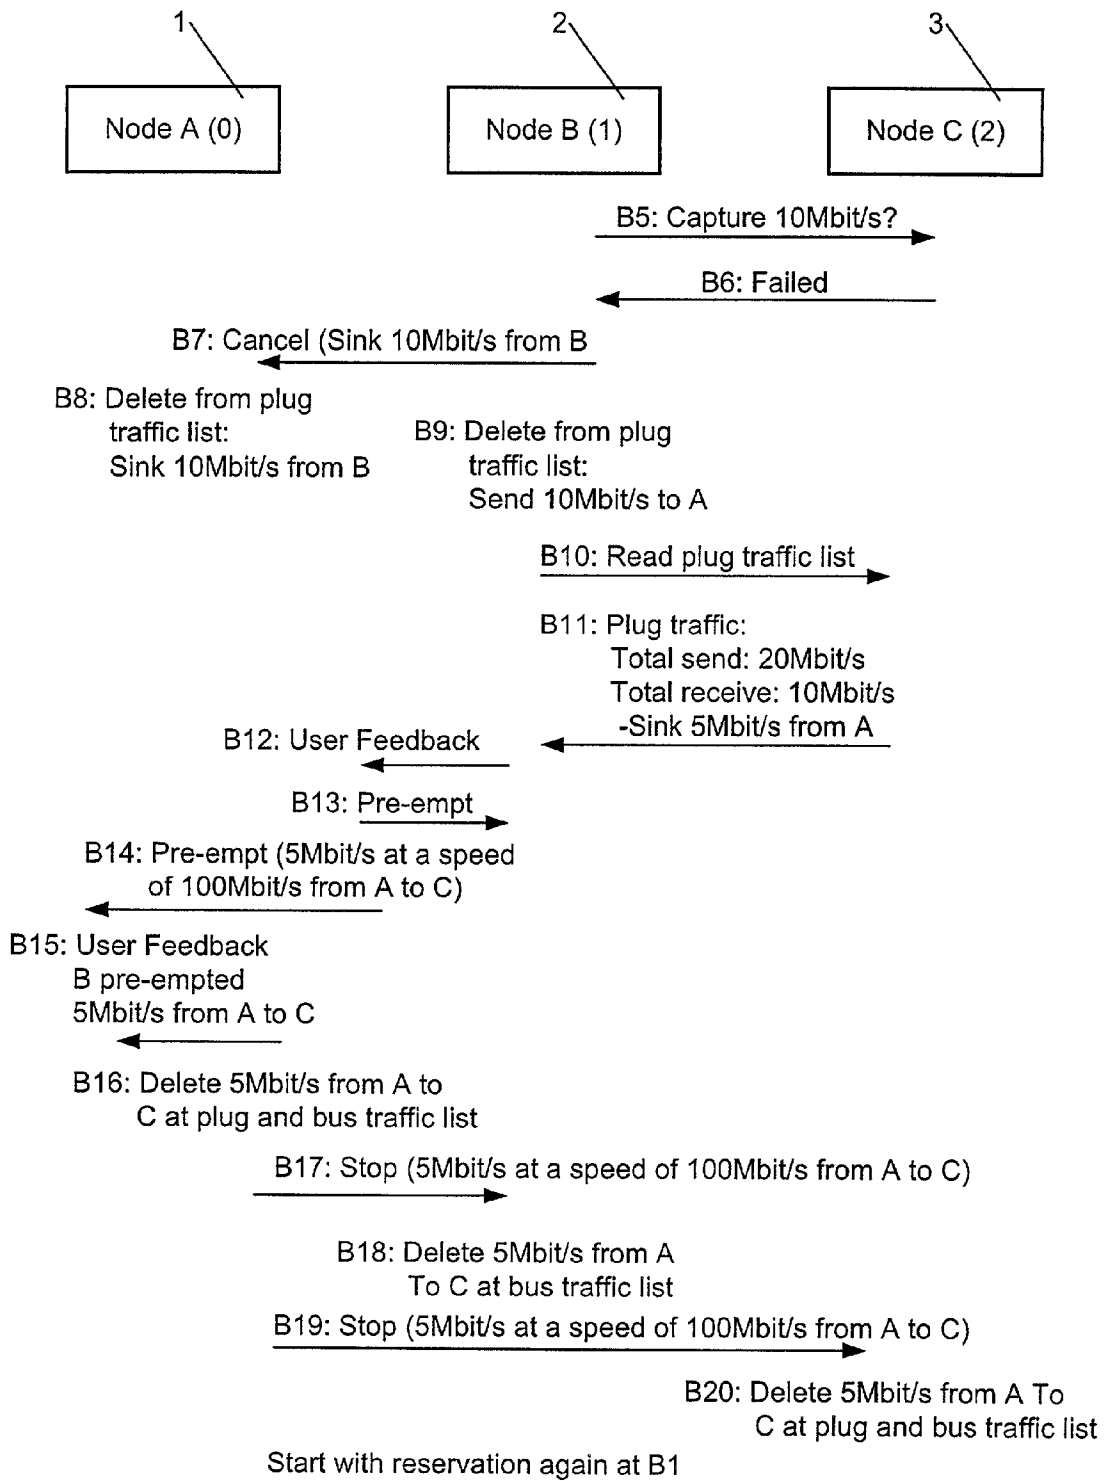 1
2
3
Node A (0)
Node B (1)
Node C (2)
B5: Capture 10Mbit/s?
B6: Failed
B7: Cancel (Sink 10Mbit/s from B
B8: Delete from plug
traffic list:
Sink 10Mbit/s from B
B9: Delete from plug
traffic list:
Send 10Mbit/s to A
B10: Read plug traffic list
B11: Plug traffic:
Total send: 20Mbit/s
Total receive: 10Mbit/s
-Sink 5Mbit/s from A
B12: User Feedback
B13: Pre-empt
B14: Pre-empt (5Mbit/s at a speed
of 100Mbit/s from A to C)
B15: User Feedback
B pre-empted
5Mbit/s from A to C
B16: Delete 5Mbit/s from A to
C at plug and bus traffic list
B17: Stop (5Mbit/s at a speed of 100Mbit/s from A to C)
B18: Delete 5Mbit/s from A
To C at bus traffic list
B19: Stop (5Mbit/s at a speed of 100Mbit/s from A to C)
B20: Delete 5Mbit/s from A To
C at plug and bus traffic list
Start with reservation again at B1